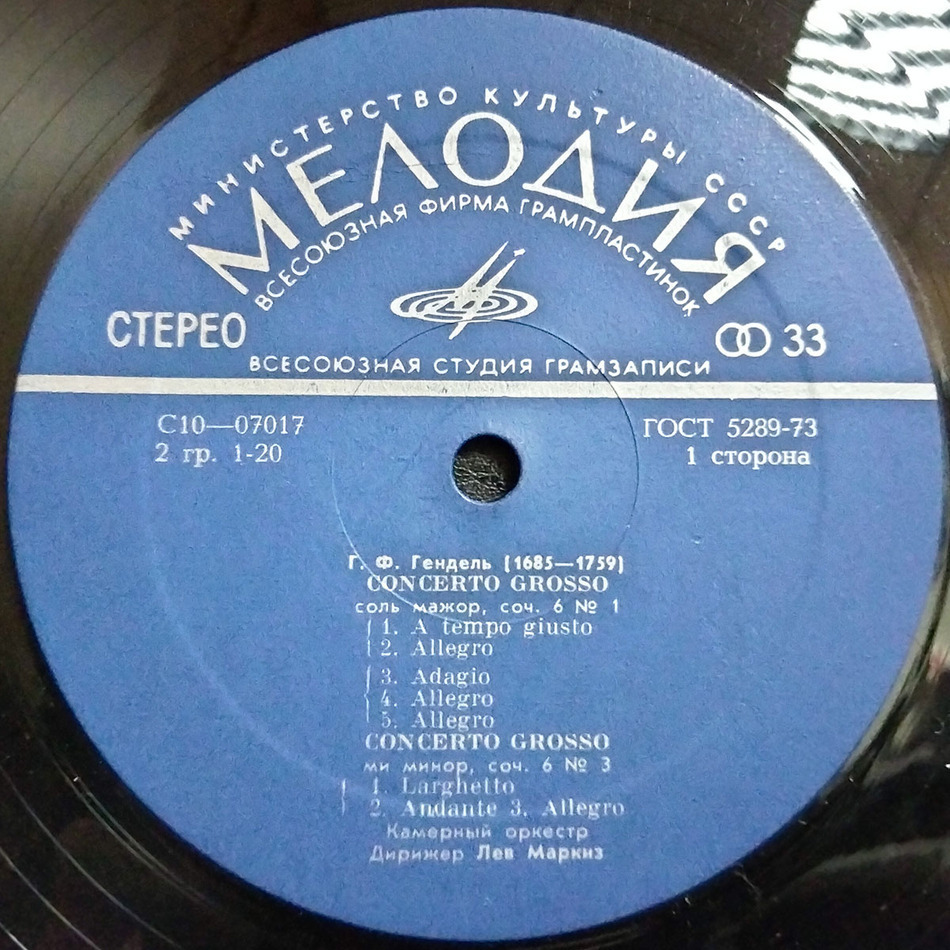 МИНИСТЕРСТВО КУЛЬТУРЫ СССР
МЕЛОДИЯ
ВСЕСОЮЗНАЯ ФИРМА ГРАМПЛАСТИНОК
СТЕРЕО
33
ВСЕСОЮЗНАЯ СТУДИЯ ГРАМЗАПИСИ
С10—07017
ГОСТ 5289-73
2 гр. 1-20
1 сторона
Г. Ф. Гендель (1685—1759)
CONCERTO GROSSO
соль мажор, соч. 6 № 1
1. A tempo giusto
2. Allegro
3. Adagio
4. Allegro
5. Allegro
CONCERTO GROSSO
ми минор, соч. 6 № 3
1. Larghetto
2. Andante 3. Allegro
Камерный оркестр
Дирижер Лев Маркиз